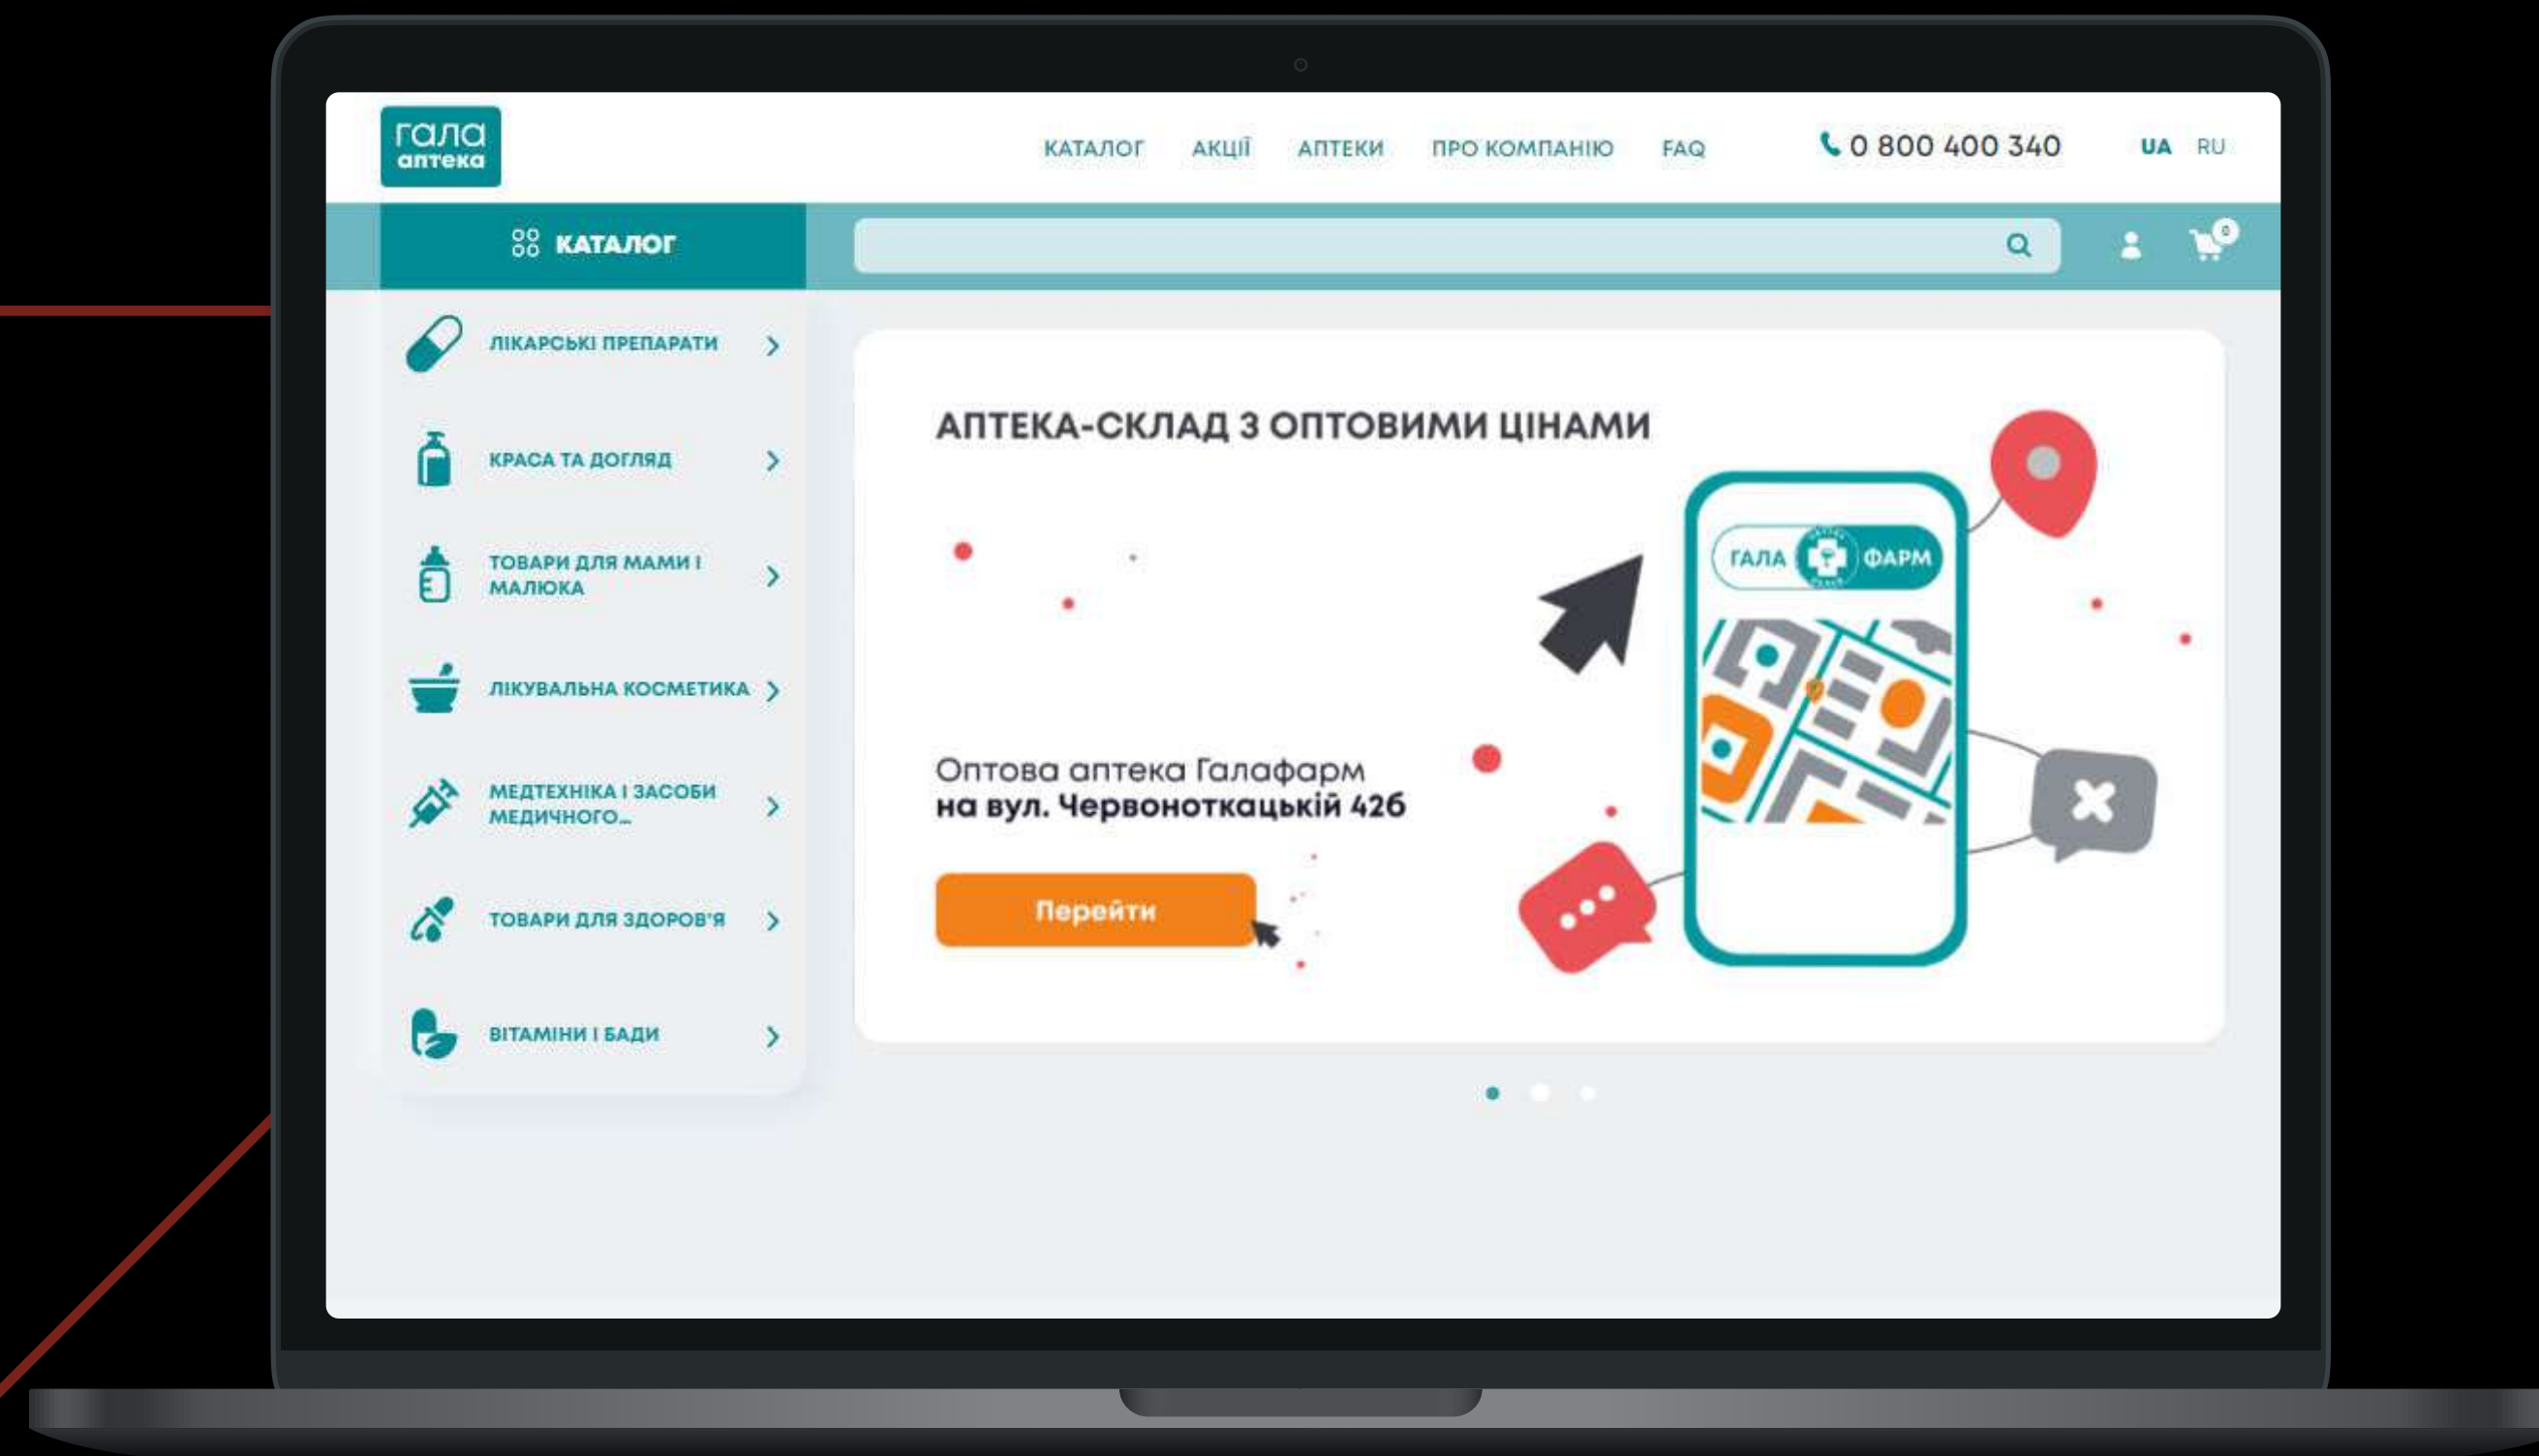 гала
аптека
КАТАЛОГ АКЦІЇ АПТЕКИ ПРО КОМПАНІЮ FAQ 0 800 400 340 UA RU
КАТАЛОГ
0
ЛІКАРСЬКІ ПРЕПАРАТИ
КРАСА ТА ДОГЛЯД
ТОВАРИ ДЛЯ МАМИ І
МАЛЮКА
ЛІКУВАЛЬНА КОСМЕТИКА
МЕДТЕХНІКА І ЗАСОБИ
МЕДИЧНОГО...
ТОВАРИ ДЛЯ ЗДОРОВ'Я
ВІТАМІНИ І БАДИ
АПТЕКА-СКЛАД З ОПТОВИМИ ЦІНАМИ
ГАЛА ФАРМ
Оптова аптека Галафарм
на вул. Червоноткацькій 42б
Перейти